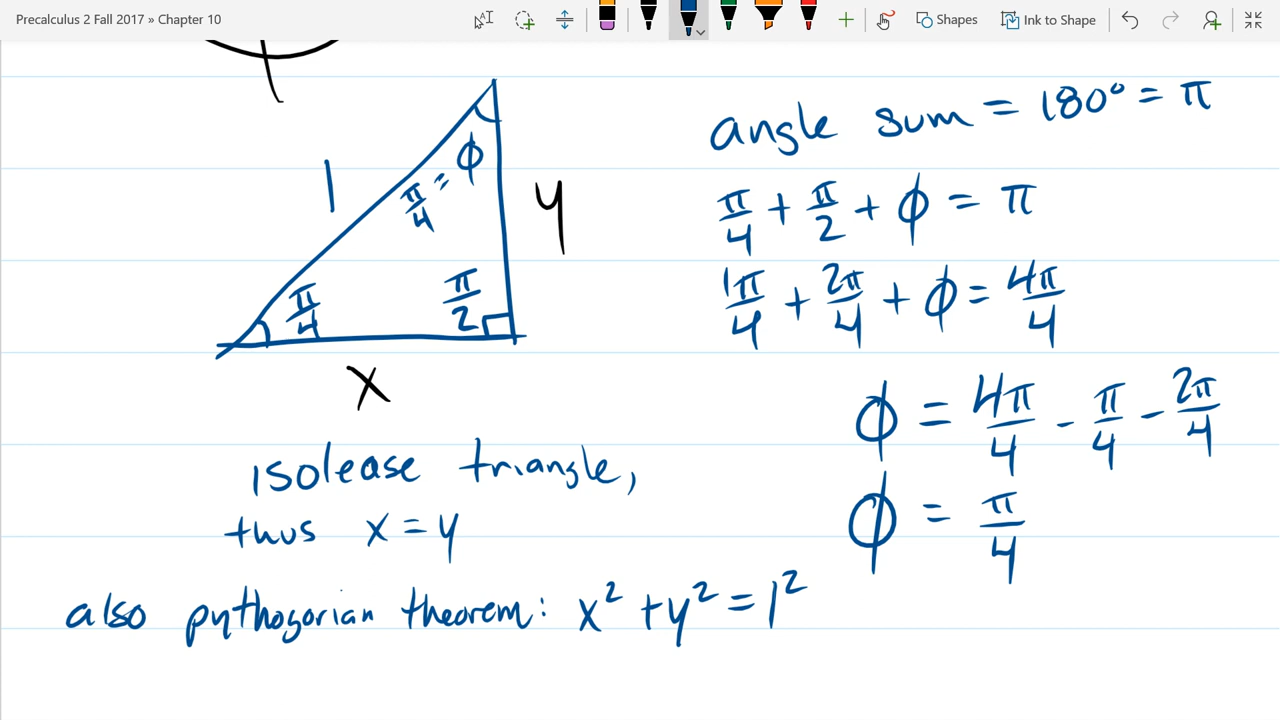 Precalculus 2 Fall 2017 » Chapter 10
Shapes
Ink to Shape
1
π/4 = ϕ
y
π/4
π/2
x
angle sum = 180° = π
π/4 + π/2 + ϕ = π
1π/4 + 2π/4 + ϕ = 4π/4
ϕ = 4π/4 - π/4 - 2π/4
ϕ = π/4
isolease triangle,
thus x = y
also pythogorian theorem: x² + y² = 1²